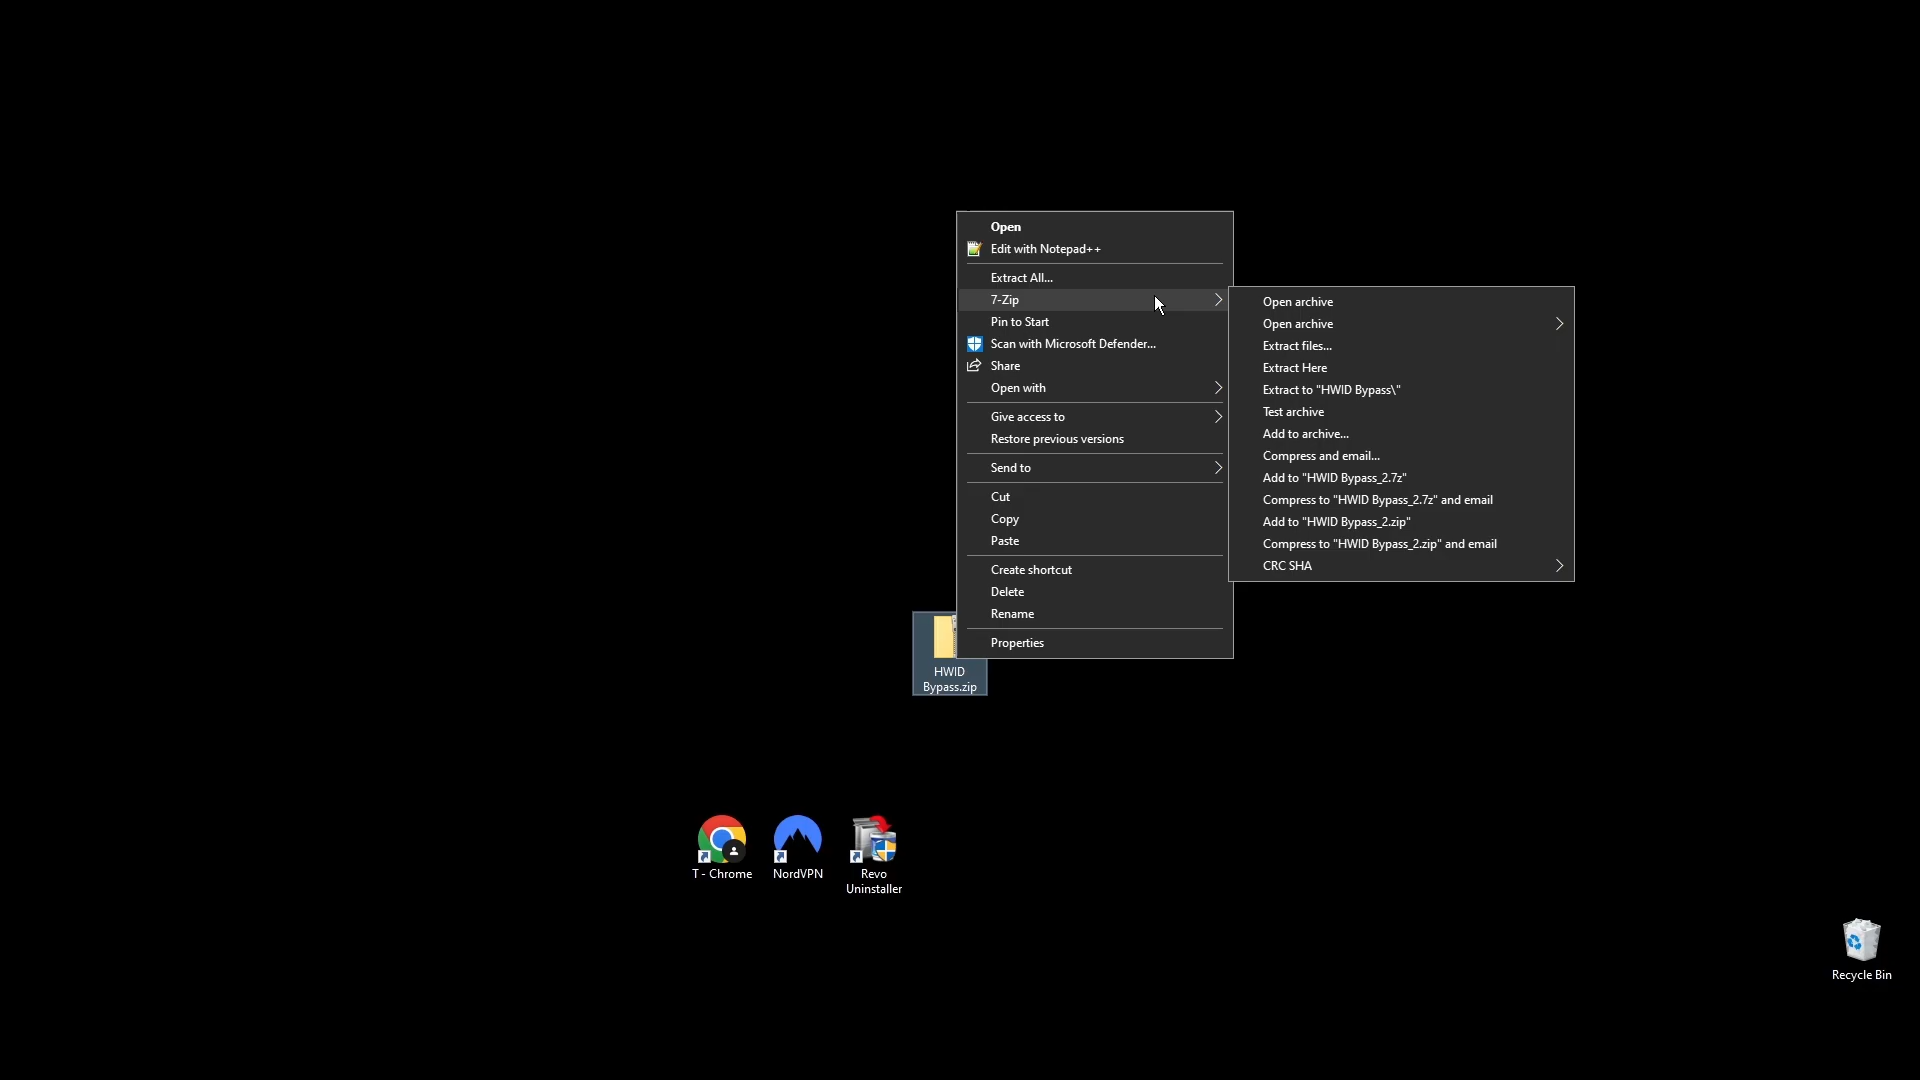 Open
Edit with Notepad++
Extract All...
7-Zip
Pin to Start
Scan with Microsoft Defender...
Share
Open with
Give access to
Restore previous versions
Send to
Cut
Copy
Paste
Create shortcut
Delete
Rename
Properties
Open archive
Open archive
Extract files...
Extract Here
Extract to "HWID Bypass\"
Test archive
Add to archive...
Compress and email...
Add to "HWID Bypass_2.7z"
Compress to "HWID Bypass_2.7z" and email
Add to "HWID Bypass_2.zip"
Compress to "HWID Bypass_2.zip" and email
CRC SHA
HWID
Bypass.zip
T - Chrome
NordVPN
Revo
Uninstaller
Recycle Bin